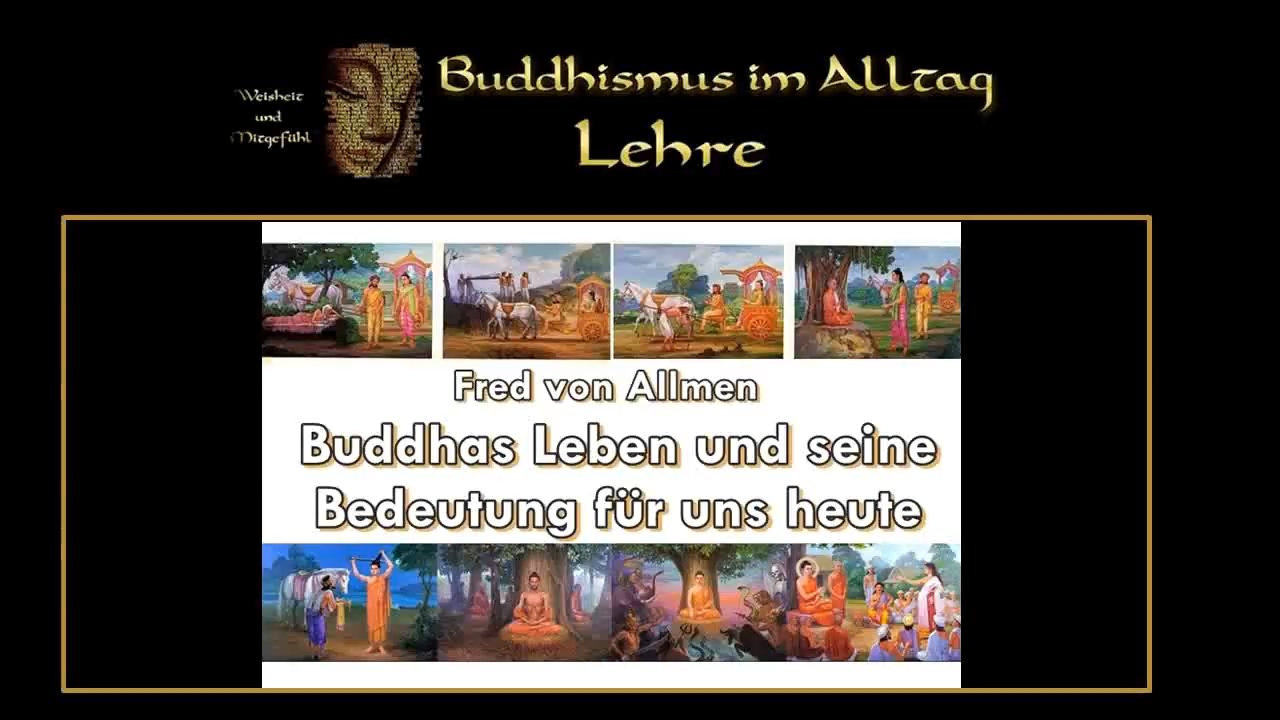 Buddhismus im Alltag
Lehre
Weisheit
und
Mitgefühl
Fred von Allmen
Buddhas Leben und seine
Bedeutung für uns heute